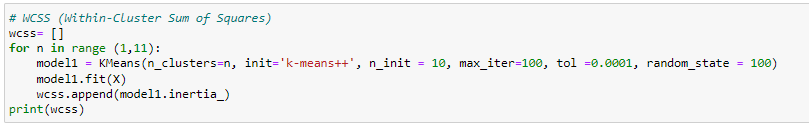 # WCSS (Within-Cluster Sum of Squares)
wcss= []
for n in range (1,11):
    model1 = KMeans(n_clusters=n, init='k-means++', n_init = 10, max_iter=100, tol =0.0001, random_state = 100)
    model1.fit(X)
    wcss.append(model1.inertia_)
print(wcss)